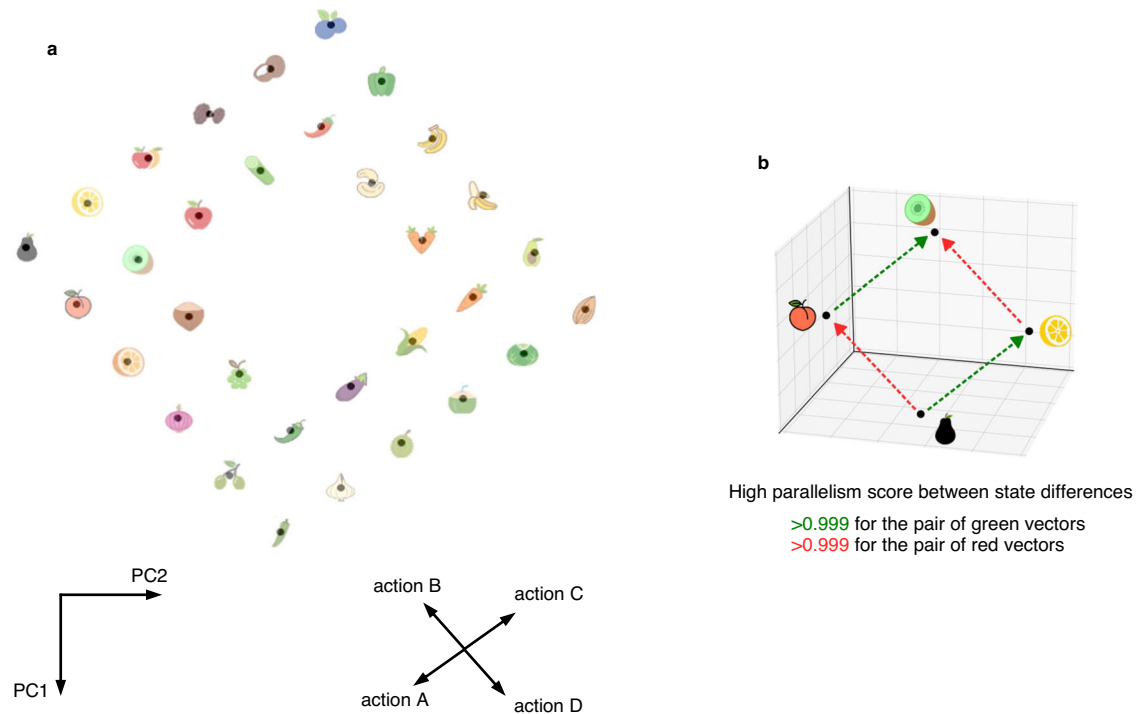 a
b
High parallelism score between state differences
>0.999 for the pair of green vectors
>0.999 for the pair of red vectors
PC2
PC1
action B
action C
action A
action D